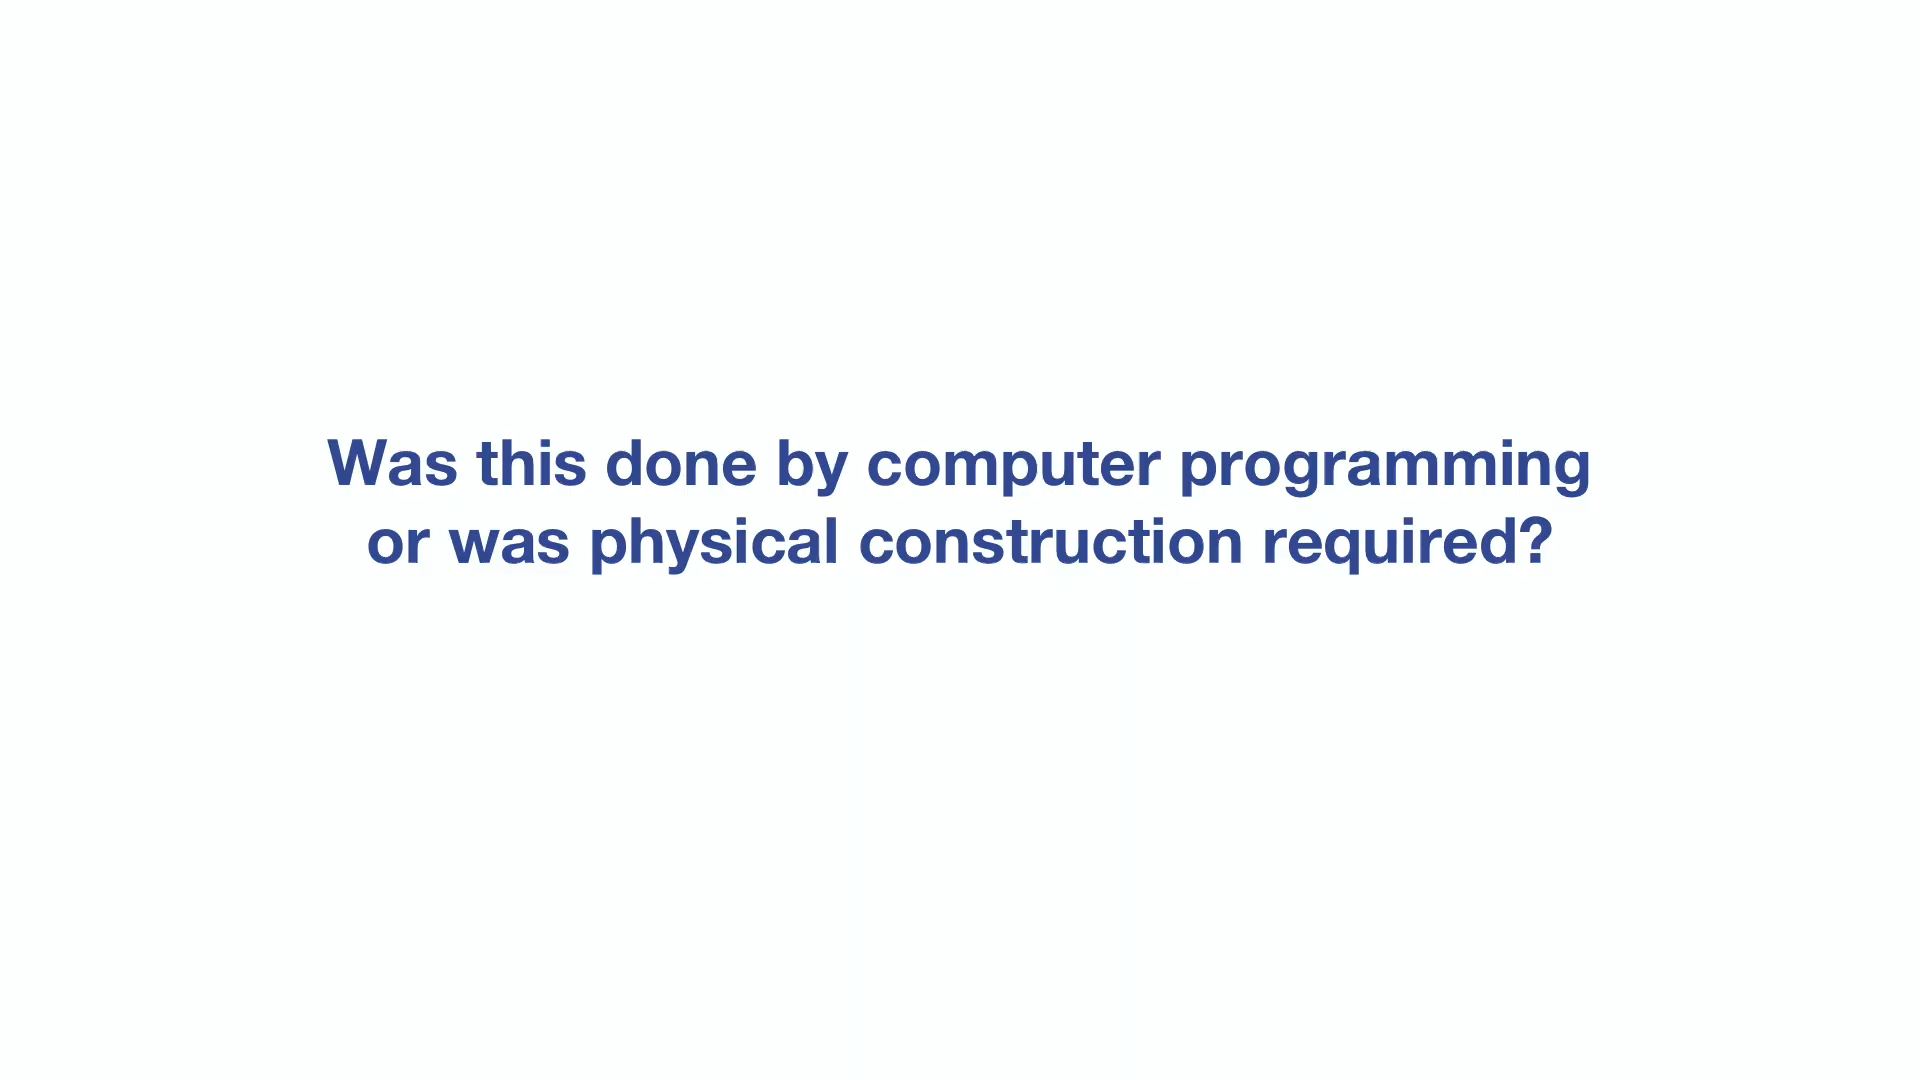 Was this done by computer programming
or was physical construction required?